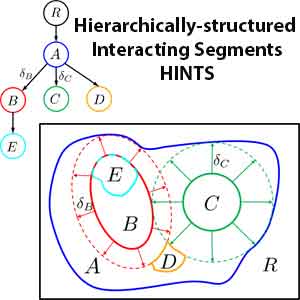 Hierarchically-structured
Interacting Segments
HINTS
R
A
δB δC
B C D
E
E
δC
δB
B
C
A
D
R